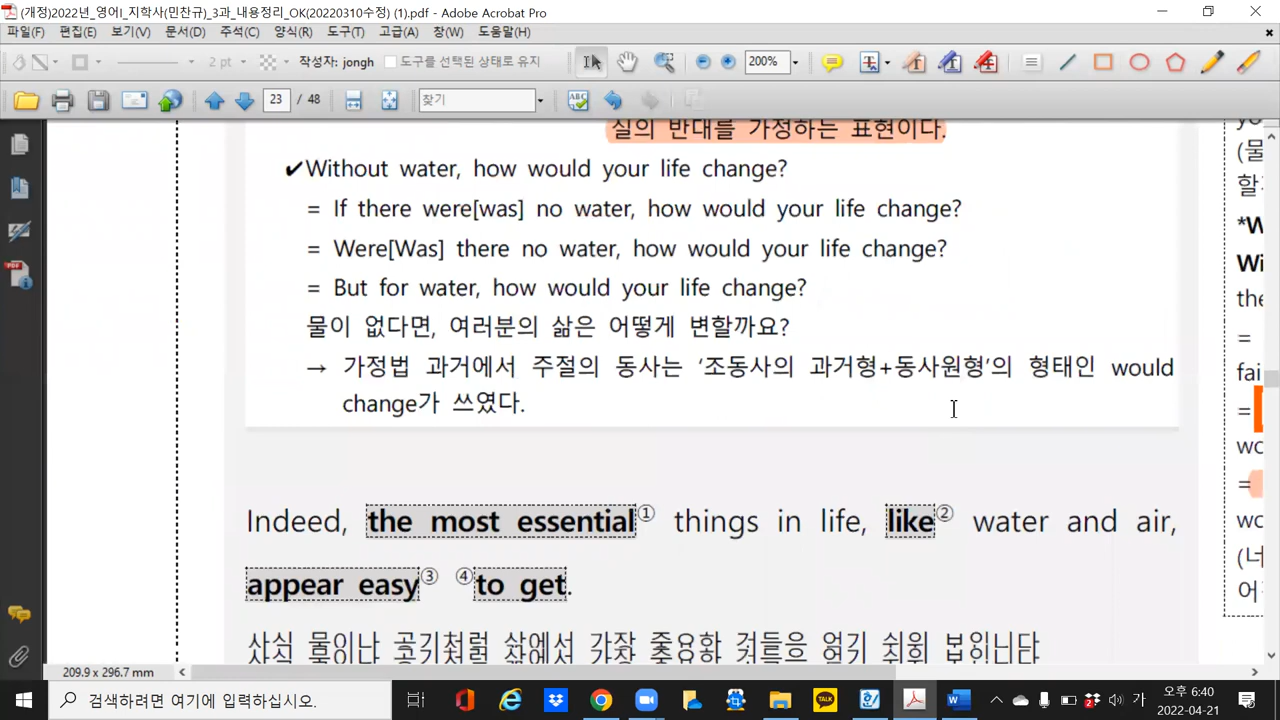 (개정)2022년_영어I_지학사(민찬규)_3과_내용정리_OK(20220310수정) (1).pdf - Adobe Acrobat Pro
파일(F) 편집(E) 보기(V) 문서(D) 주석(C) 양식(R) 도구(T) 고급(A) 창(W) 도움말(H)
2 pt 작성자: jongh 도구를 선택된 상태로 유지 200%
23 / 48 찾기
실의 반대를 가정하는 표현이다.
✔Without water, how would your life change?
= If there were[was] no water, how would your life change?
= Were[Was] there no water, how would your life change?
= But for water, how would your life change?
물이 없다면, 여러분의 삶은 어떻게 변할까요?
→ 가정법 과거에서 주절의 동사는 ‘조동사의 과거형+동사원형’의 형태인 would
change가 쓰였다.
Indeed, the most essential① things in life, like② water and air,
appear easy③ ④to get.
사실 물이나 공기처럼 삶에서 가장 중요한 것들은 얻기 쉬워 보입니다
(물
할
*W
Wi
the
=
fai
=
wo
=
wo
(너
어
209.9 x 296.7 mm
검색하려면 여기에 입력하십시오.
TALK
가
오후 6:40
2022-04-21